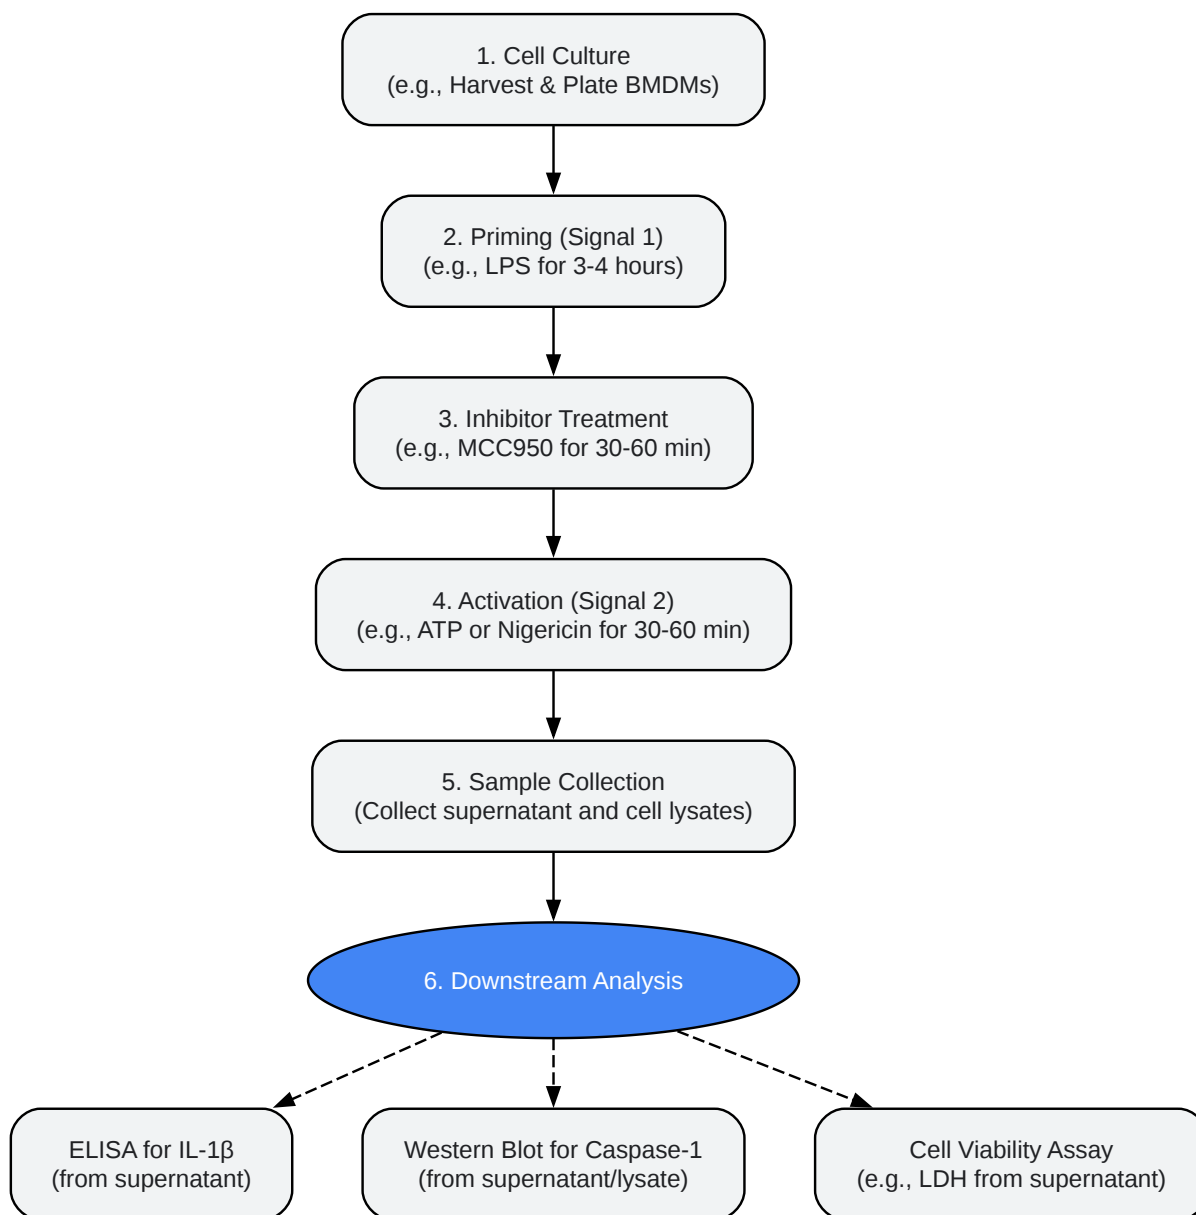 1. Cell Culture
(e.g., Harvest & Plate BMDMs)
2. Priming (Signal 1)
(e.g., LPS for 3-4 hours)
3. Inhibitor Treatment
(e.g., MCC950 for 30-60 min)
4. Activation (Signal 2)
(e.g., ATP or Nigericin for 30-60 min)
5. Sample Collection
(Collect supernatant and cell lysates)
6. Downstream Analysis
ELISA for IL-1β
(from supernatant)
Western Blot for Caspase-1
(from supernatant/lysate)
Cell Viability Assay
(e.g., LDH from supernatant)